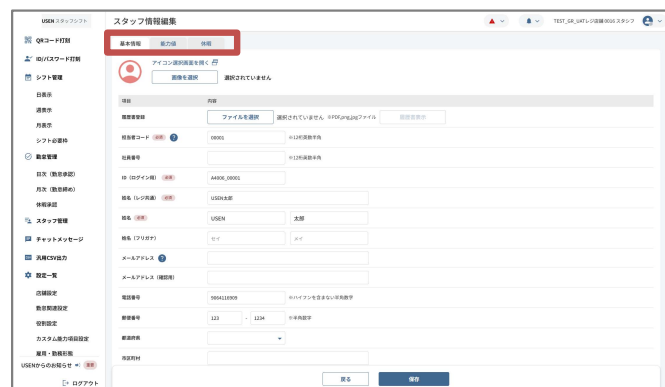 USEN スタッフシフト
スタッフ情報編集
TEST_GR_UATレジ店舗0016 スタシフ
QRコード打刻
ID/パスワード打刻
シフト管理
日表示
週表示
月表示
シフト必要枠
勤怠管理
日次（勤怠承認）
月次（勤怠締め）
休暇承認
スタッフ管理
チャットメッセージ
汎用CSV出力
設定一覧
店舗設定
勤怠関連設定
役割設定
カスタム能力項目設定
雇用・勤務形態
USENからのお知らせ 重要
ログアウト
基本情報 能力値 休暇
アイコン選択画面を開く
画像を選択 選択されていません
項目 内容
履歴書登録 ファイルを選択 選択されていません ※PDF,png,jpgファイル 履歴書表示
担当者コード 必須 ? 00001 ※12桁英数半角
社員番号 ※12桁英数半角
ID（ログイン用） 必須 A4000_00001
姓名（レジ共通） 必須 USEN太郎
姓名 必須 USEN 太郎
姓名（フリガナ） セイ メイ
メールアドレス ?
メールアドレス（確認用）
電話番号 9064116909 ※ハイフンを含まない半角数字
郵便番号 123 - 1234 ※半角数字
都道府県
市区町村
戻る 保存